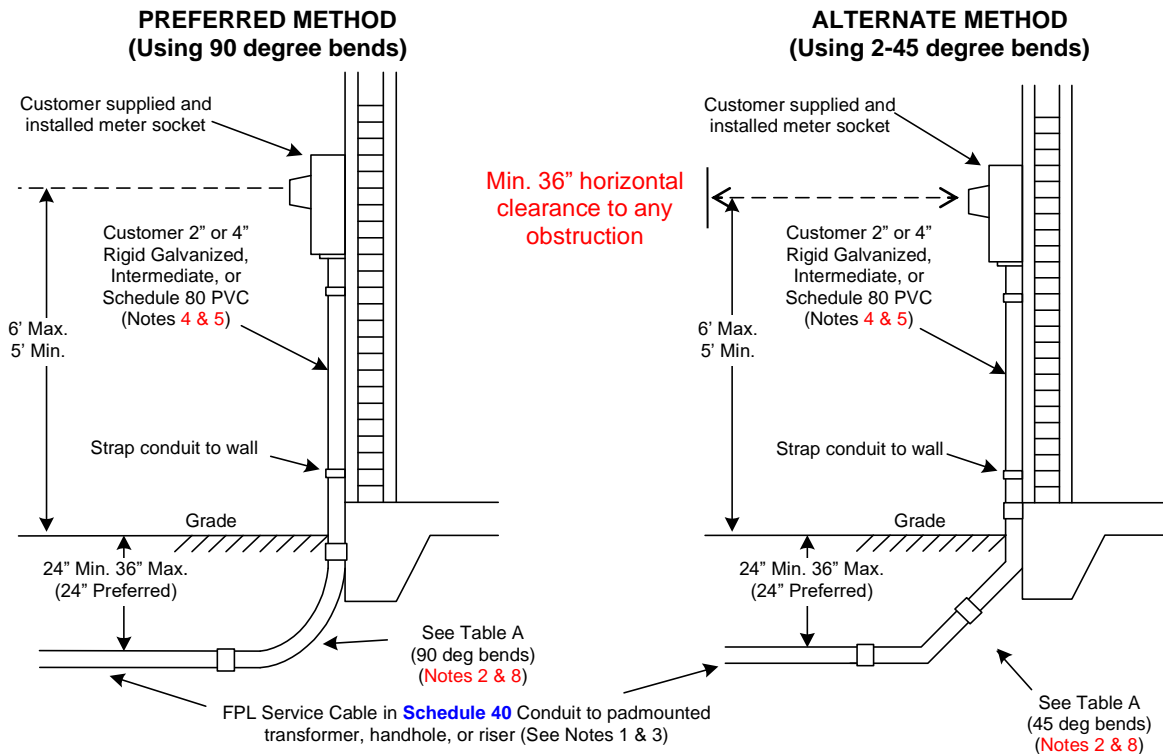 PREFERRED METHOD
(Using 90 degree bends)
Customer supplied and
installed meter socket
Customer 2” or 4”
Rigid Galvanized,
Intermediate, or
Schedule 80 PVC
(Notes 4 & 5)
6’ Max.
5’ Min.
Strap conduit to wall
Grade
24” Min. 36” Max.
(24” Preferred)
See Table A
(90 deg bends)
(Notes 2 & 8)
ALTERNATE METHOD
(Using 2-45 degree bends)
Customer supplied and
installed meter socket
Min. 36” horizontal
clearance to any
obstruction
Customer 2” or 4”
Rigid Galvanized,
Intermediate, or
Schedule 80 PVC
(Notes 4 & 5)
6’ Max.
5’ Min.
Strap conduit to wall
Grade
24” Min. 36” Max.
(24” Preferred)
See Table A
(45 deg bends)
(Notes 2 & 8)
FPL Service Cable in Schedule 40 Conduit to padmounted
transformer, handhole, or riser (See Notes 1 & 3)